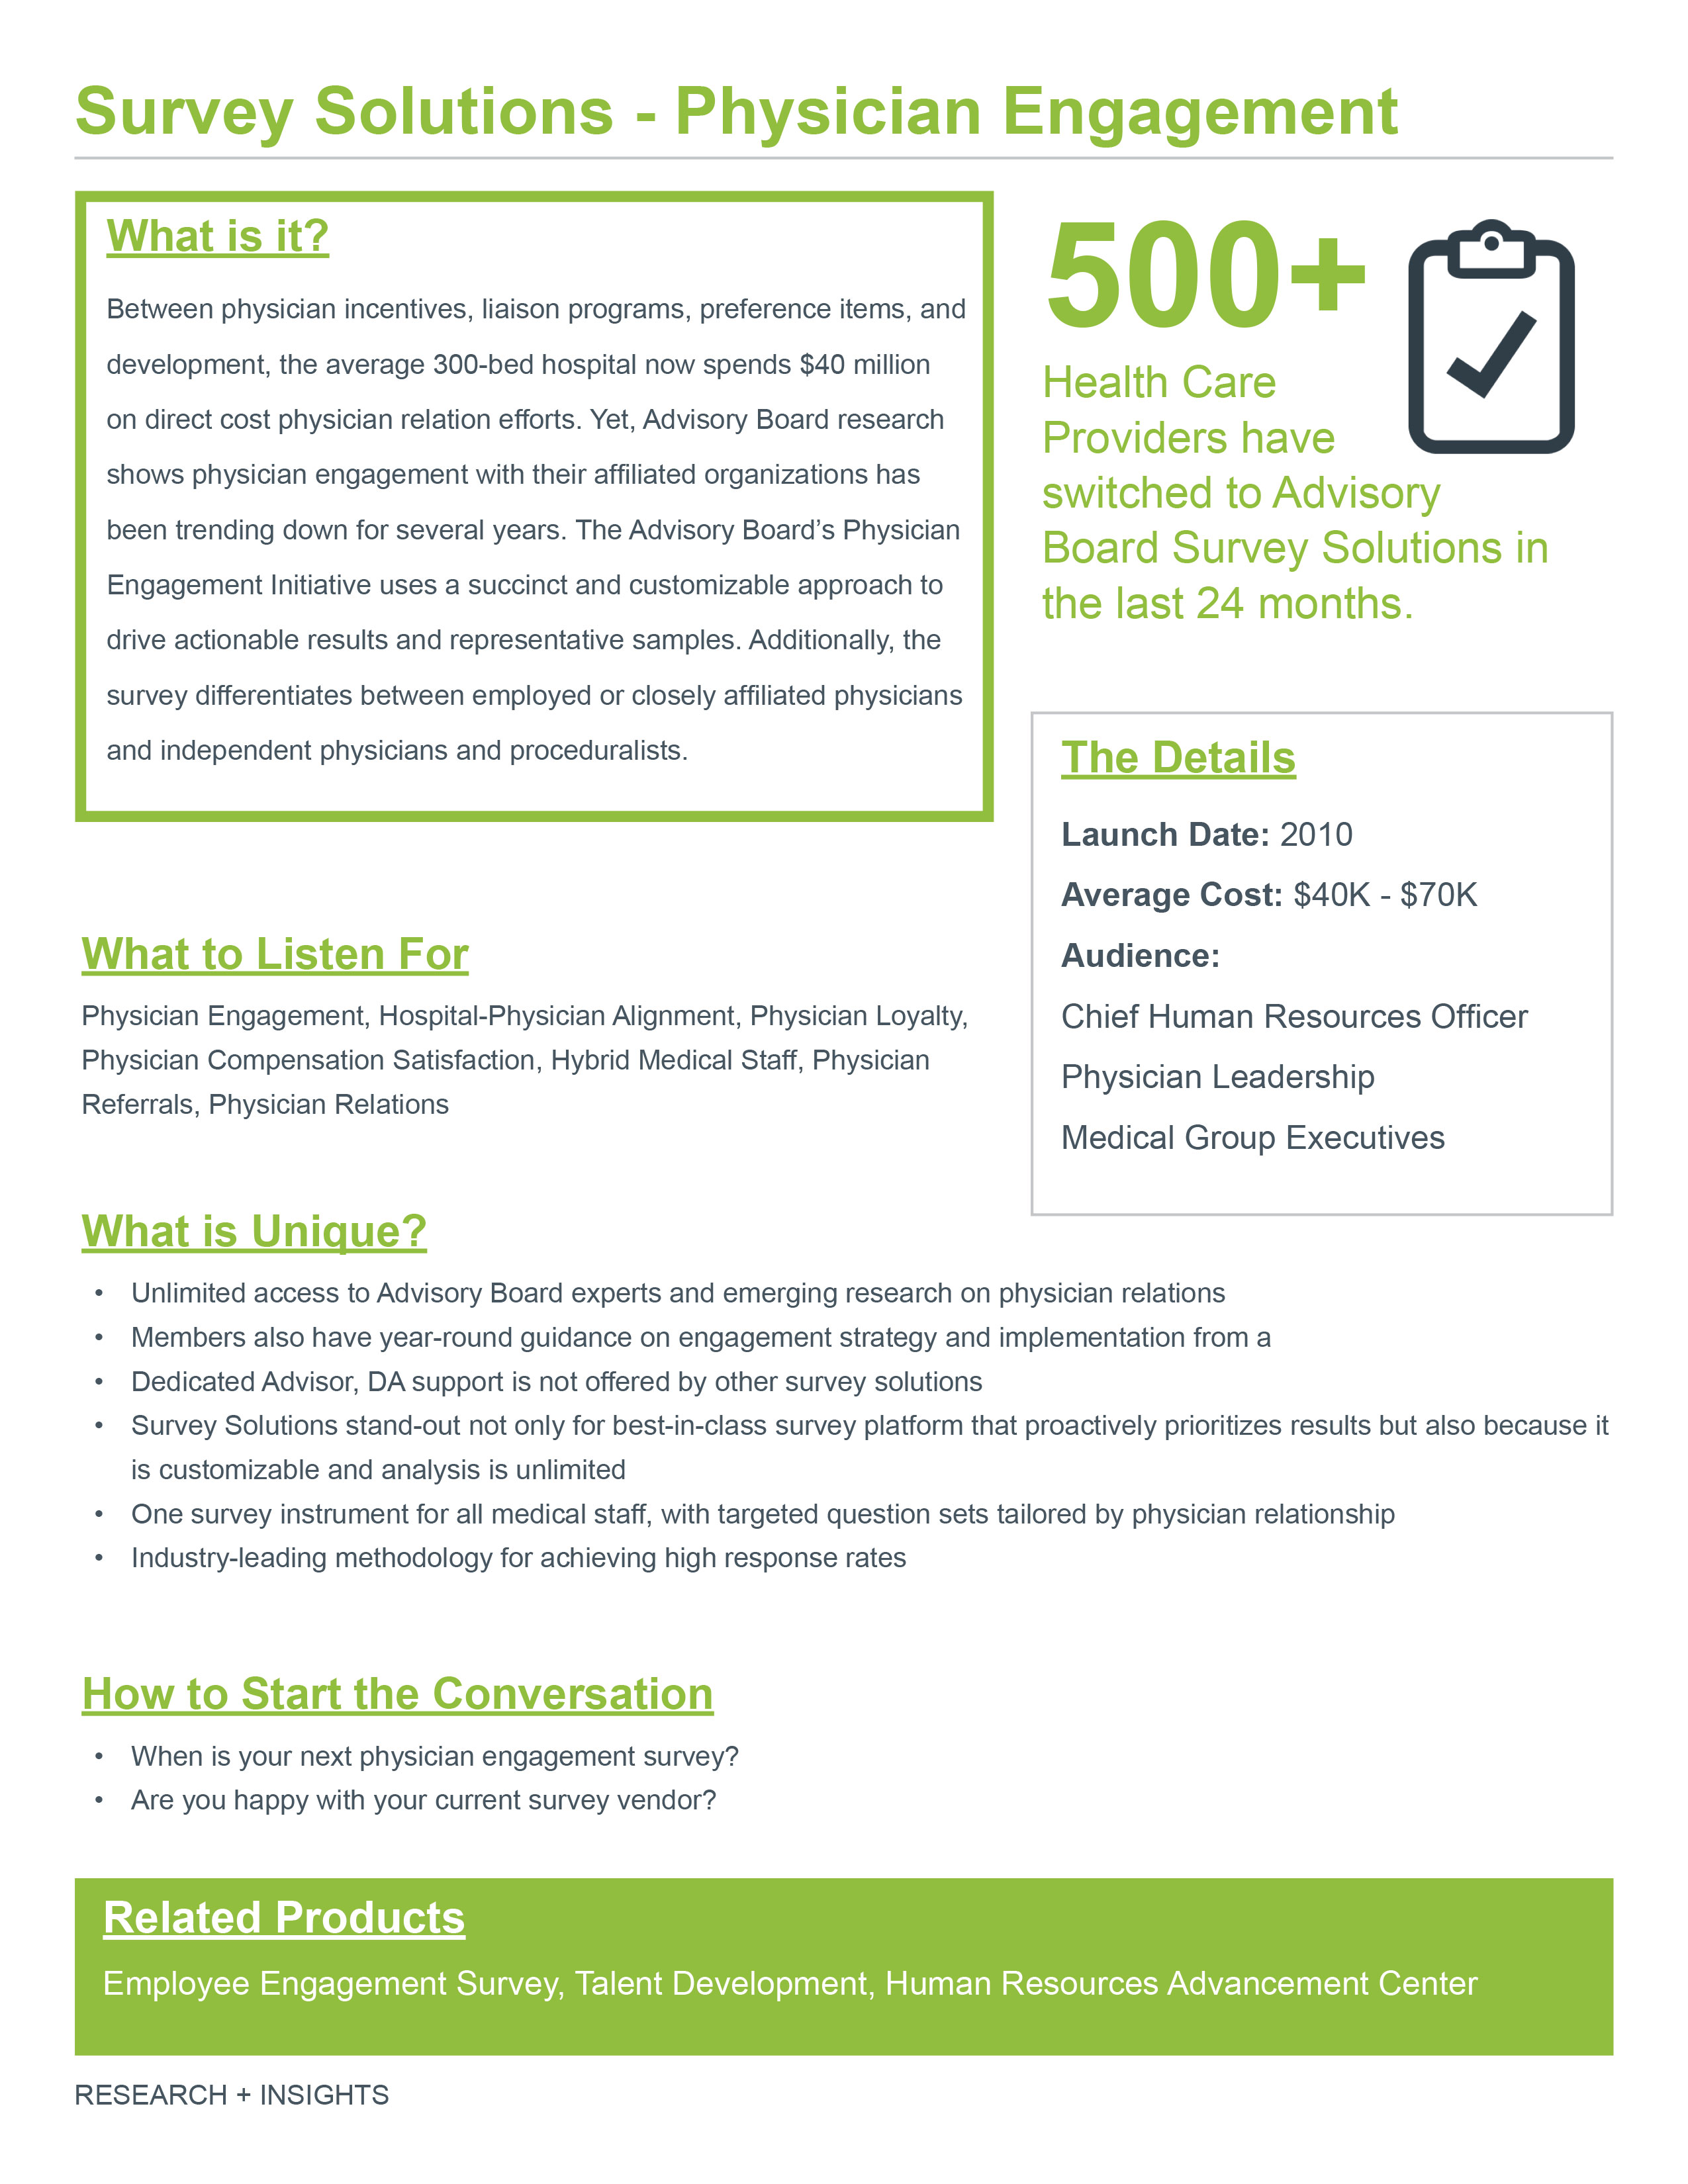 Survey Solutions - Physician Engagement
What is it?
Between physician incentives, liaison programs, preference items, and
development, the average 300-bed hospital now spends $40 million
on direct cost physician relation efforts. Yet, Advisory Board research
shows physician engagement with their affiliated organizations has
been trending down for several years. The Advisory Board’s Physician
Engagement Initiative uses a succinct and customizable approach to
drive actionable results and representative samples. Additionally, the
survey differentiates between employed or closely affiliated physicians
and independent physicians and proceduralists.
500+
Health Care
Providers have
switched to Advisory
Board Survey Solutions in
the last 24 months.
The Details
Launch Date: 2010
Average Cost: $40K - $70K
Audience:
Chief Human Resources Officer
Physician Leadership
Medical Group Executives
What to Listen For
Physician Engagement, Hospital-Physician Alignment, Physician Loyalty,
Physician Compensation Satisfaction, Hybrid Medical Staff, Physician
Referrals, Physician Relations
What is Unique?
• Unlimited access to Advisory Board experts and emerging research on physician relations
• Members also have year-round guidance on engagement strategy and implementation from a
• Dedicated Advisor, DA support is not offered by other survey solutions
• Survey Solutions stand-out not only for best-in-class survey platform that proactively prioritizes results but also because it
is customizable and analysis is unlimited
• One survey instrument for all medical staff, with targeted question sets tailored by physician relationship
• Industry-leading methodology for achieving high response rates
How to Start the Conversation
• When is your next physician engagement survey?
• Are you happy with your current survey vendor?
Related Products
Employee Engagement Survey, Talent Development, Human Resources Advancement Center
RESEARCH + INSIGHTS